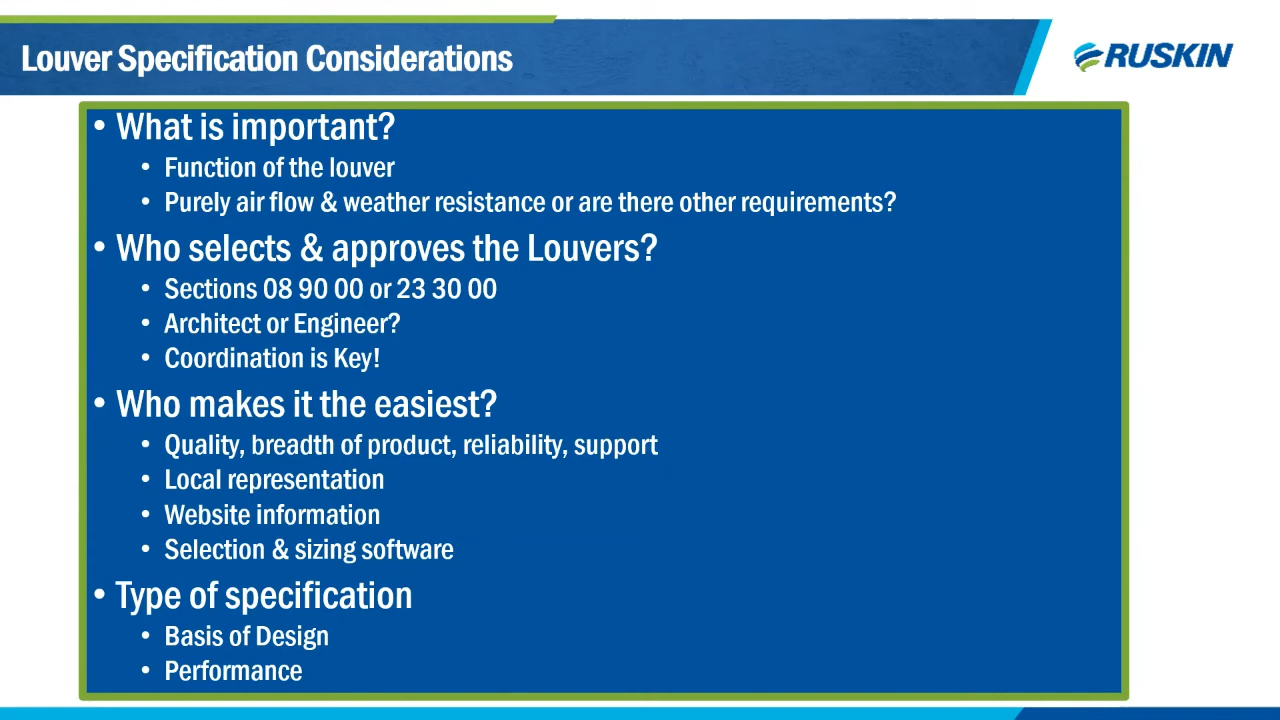 Louver Specification Considerations
RUSKIN
• What is important?
• Function of the louver
• Purely air flow & weather resistance or are there other requirements?
• Who selects & approves the Louvers?
• Sections 08 90 00 or 23 30 00
• Architect or Engineer?
• Coordination is Key!
• Who makes it the easiest?
• Quality, breadth of product, reliability, support
• Local representation
• Website information
• Selection & sizing software
• Type of specification
• Basis of Design
• Performance